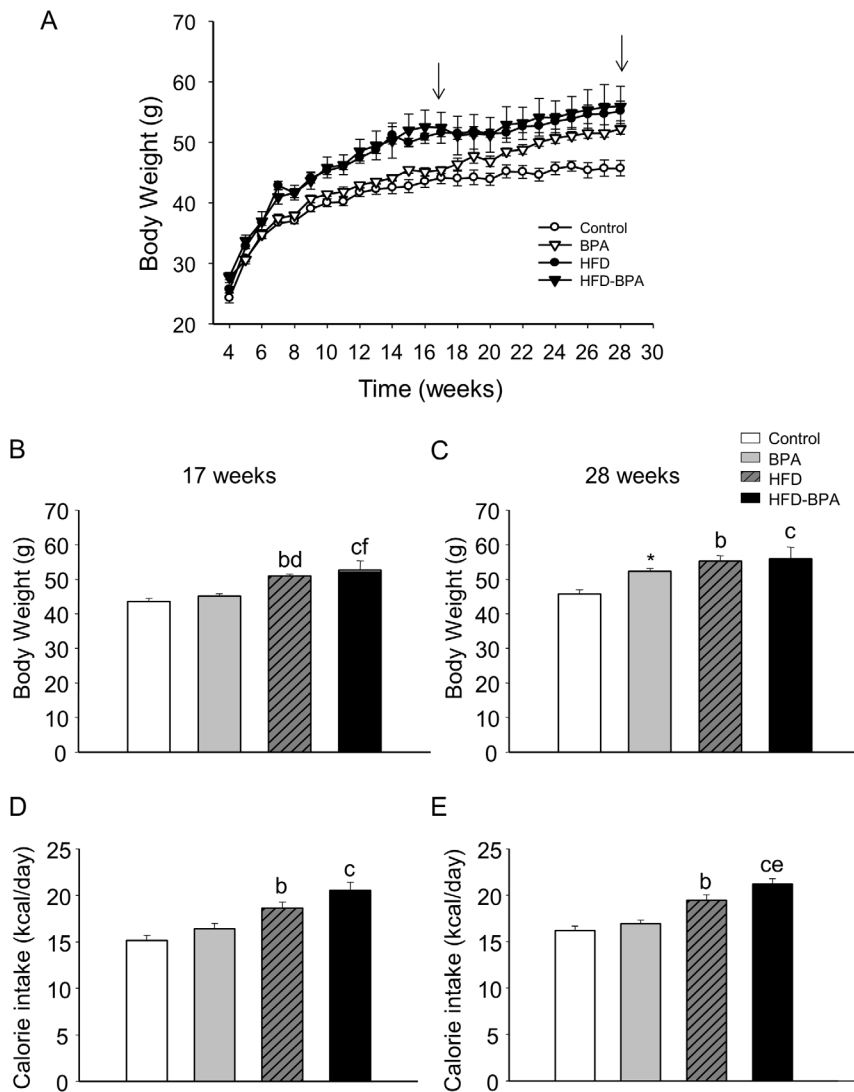 A
70
60
50
40
30
20
Body Weight (g)
Control
BPA
HFD
HFD-BPA
4 6 8 10 12 14 16 18 20 22 24 26 28 30
Time (weeks)
B
17 weeks
70
60
50
40
30
20
10
0
Body Weight (g)
bd
cf
C
28 weeks
Control
BPA
HFD
HFD-BPA
70
60
50
40
30
20
10
0
Body Weight (g)
*
b
c
D
25
20
15
10
5
0
Calorie intake (kcal/day)
b
c
E
25
20
15
10
5
0
Calorie intake (kcal/day)
b
ce